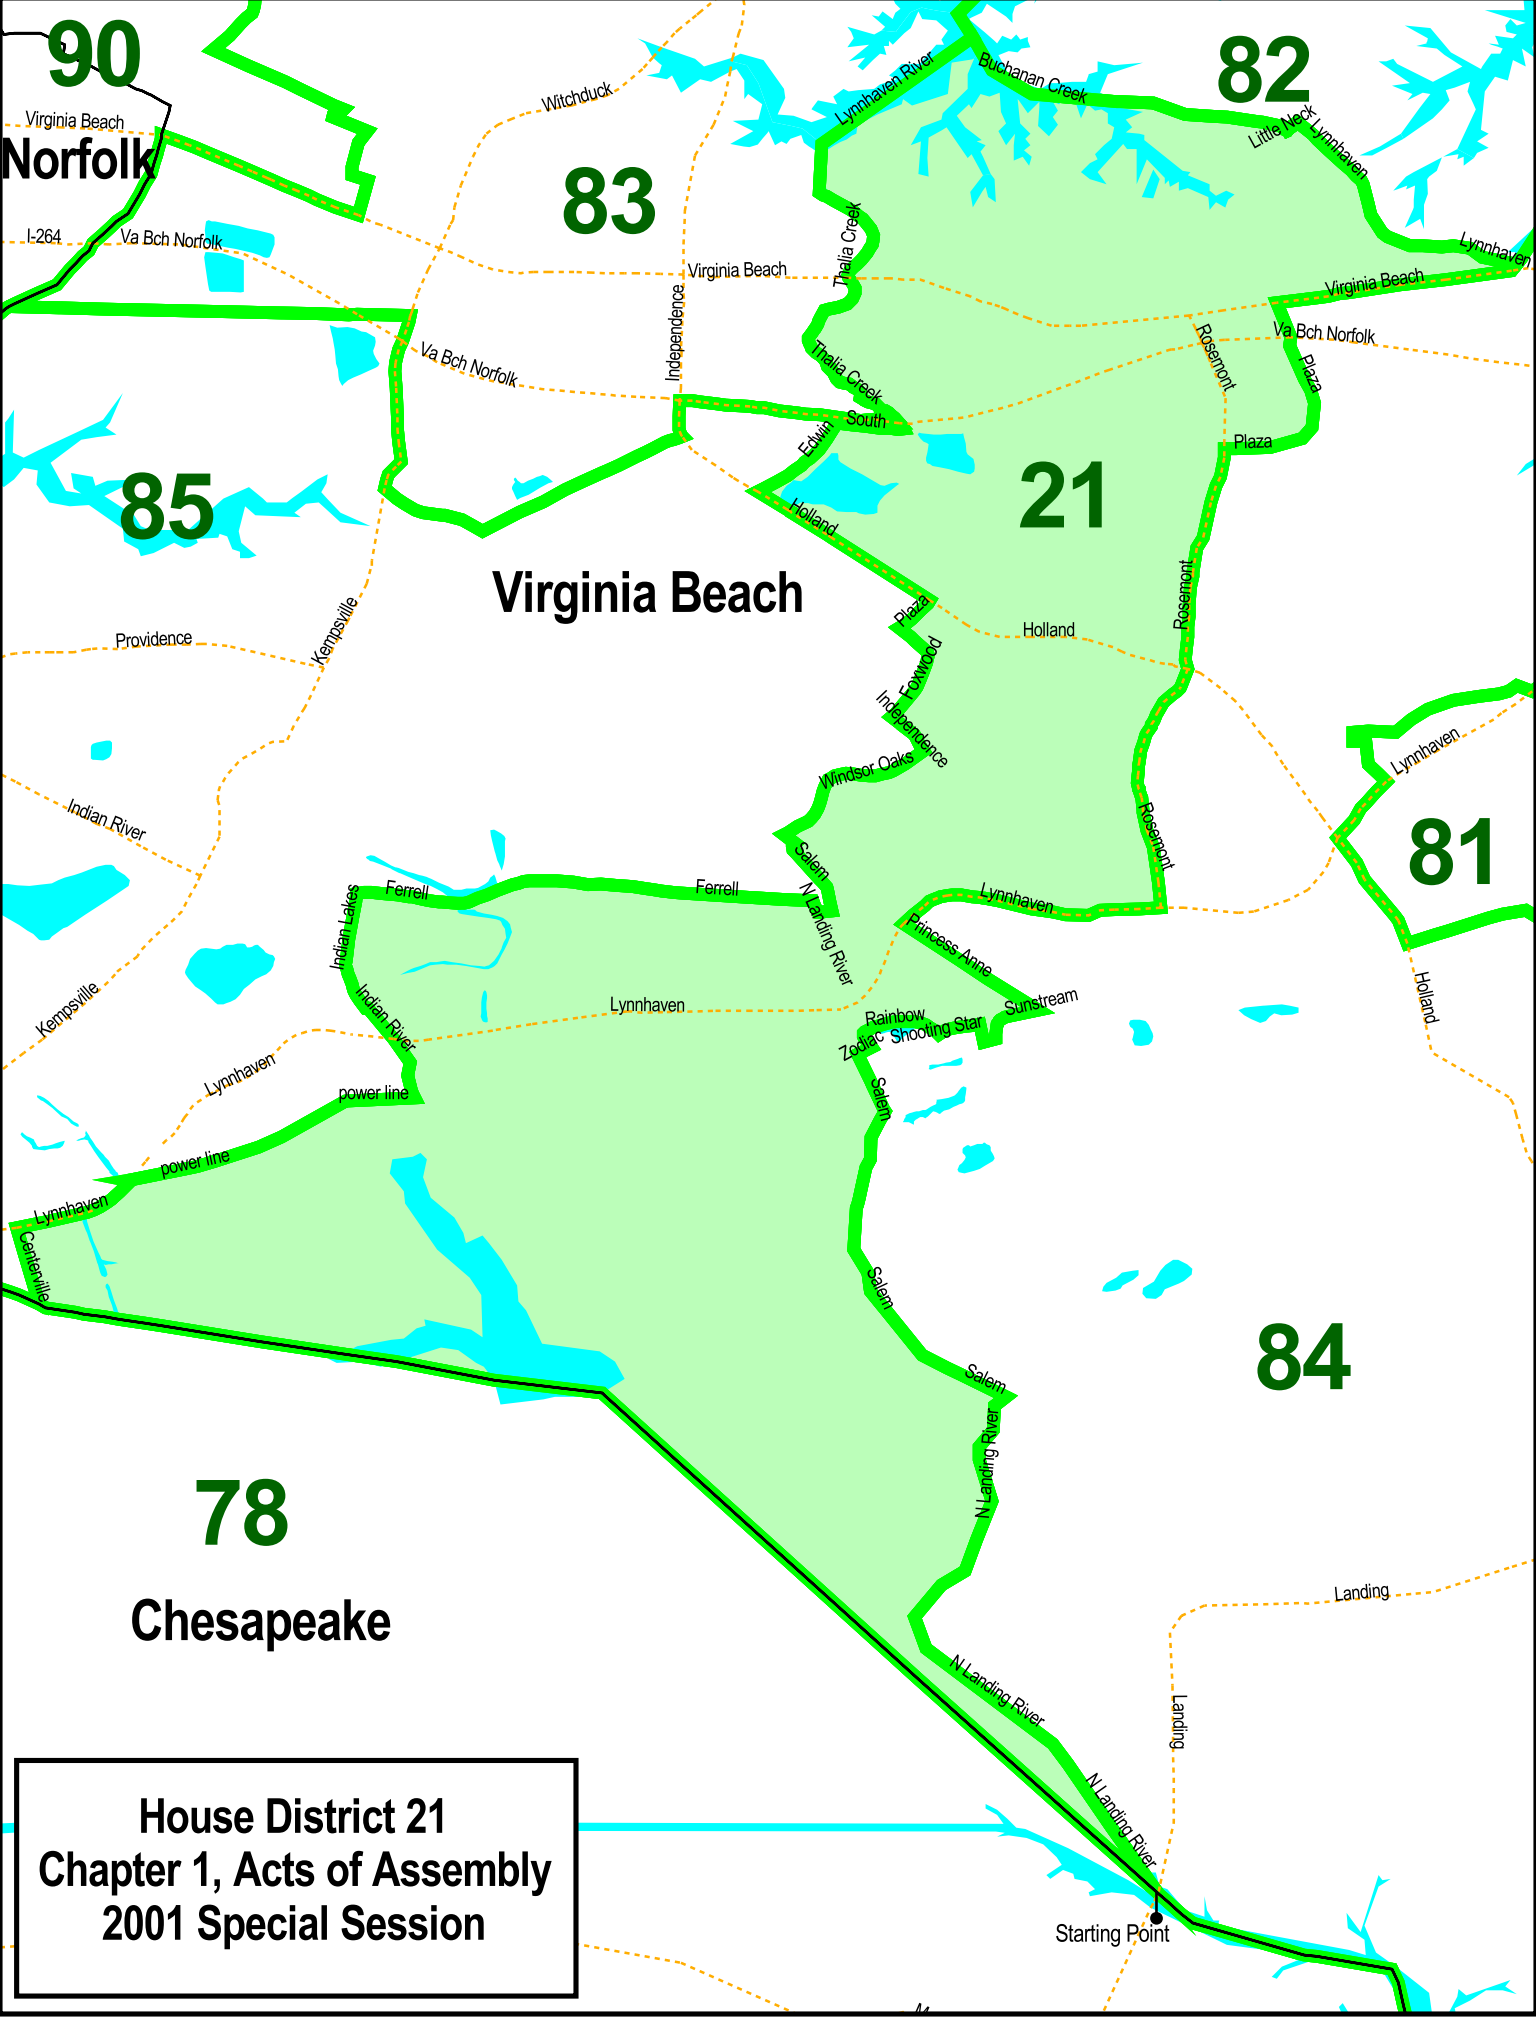 90
82
Buchanan Creek
Lynnhaven River
Witchduck
Virginia Beach
Norfolk
Little Neck
Lynnhaven
83
I-264
Va Bch Norfolk
Thalia Creek
Lynnhaven
Virginia Beach
Virginia Beach
Independence
Va Bch Norfolk
Rosemont
Va Bch Norfolk
Thalia Creek
Plaza
South
Edwin
Plaza
85
21
Holland
Virginia Beach
Rosemont
Plaza
Holland
Providence
Kempsville
Foxwood
Independence
Windsor Oaks
Lynnhaven
Indian River
Rosemont
81
Salem
Ferrell
Ferrell
Lynnhaven
Indian Lakes
N Landing River
Princess Anne
Kempsville
Indian River
Lynnhaven
Sunstream
Holland
Rainbow
Shooting Star
Zodiac
Lynnhaven
power line
Salem
power line
Lynnhaven
Centerville
Salem
84
Salem
N Landing River
78
Chesapeake
Landing
N Landing River
Landing
N Landing River
House District 21
Chapter 1, Acts of Assembly
2001 Special Session
Starting Point